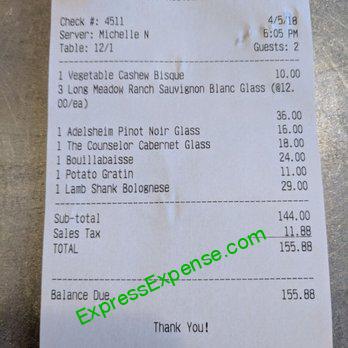 Check #: 4511 4/5/18
Server: Michelle N 6:05 PM
Table: 12/1 Guests: 2
1 Vegetable Cashew Bisque 10.00
3 Long Meadow Ranch Sauvignon Blanc Glass (@12.
00/ea)
36.00
1 Adelsheim Pinot Noir Glass 16.00
1 The Counselor Cabernet Glass 18.00
1 Bouillabaisse 24.00
1 Potato Gratin 11.00
1 Lamb Shank Bolognese 29.00
Sub-total 144.00
Sales Tax 11.88
TOTAL 155.88
Balance Due 155.88
ExpressExpense.com
Thank You!